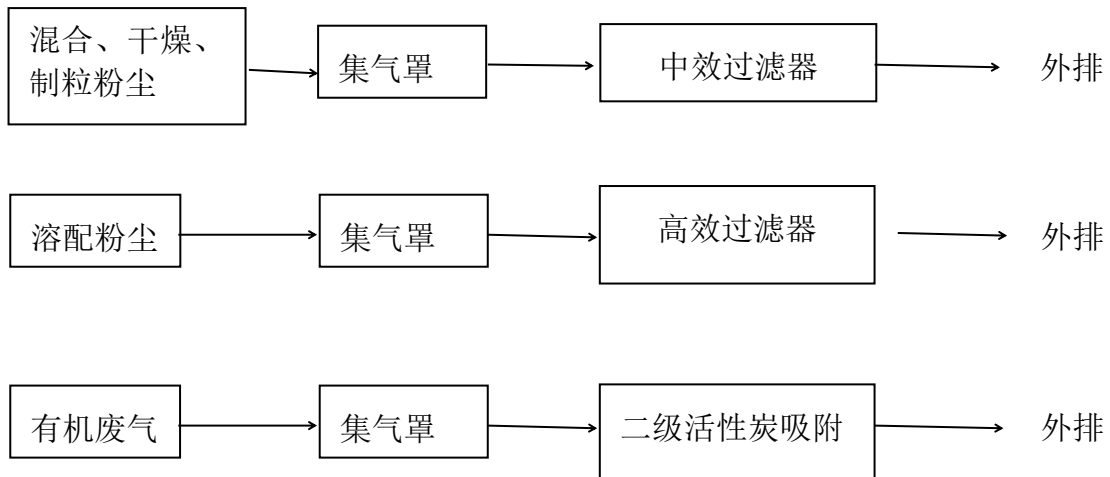 混合、干燥、
制粒粉尘
集气罩
中效过滤器
外排
溶配粉尘
集气罩
高效过滤器
外排
有机废气
集气罩
二级活性炭吸附
外排